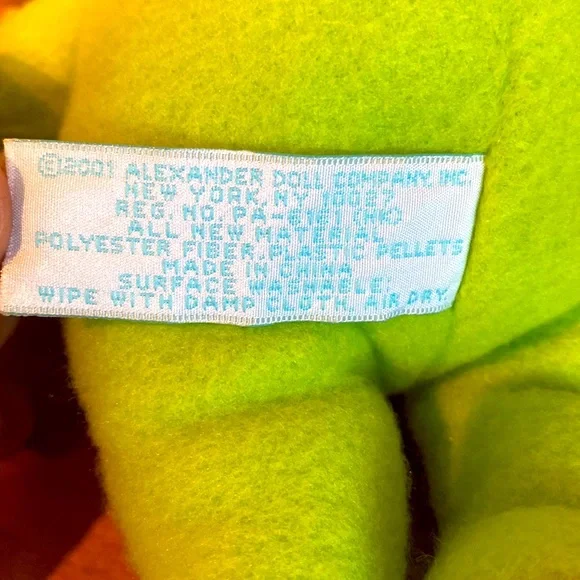 ©2001 ALEXANDER DOLL COMPANY, INC.
NEW YORK, NY 10027
REG. NO. PA-5161 (HK)
ALL NEW MATERIAL
POLYESTER FIBER, PLASTIC PELLETS
MADE IN CHINA
SURFACE WASHABLE:
WIPE WITH DAMP CLOTH, AIR DRY.